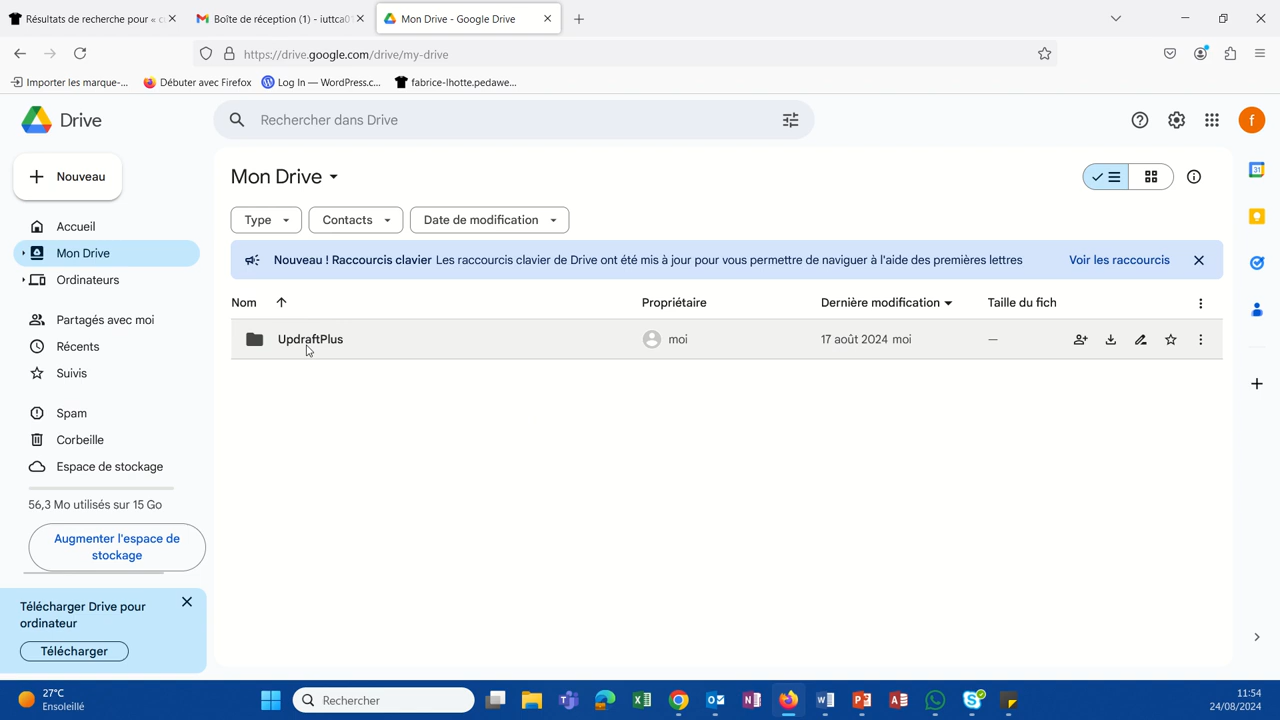 Résultats de recherche pour « c
Boîte de réception (1) - iuttca0
Mon Drive - Google Drive
https://drive.google.com/drive/my-drive
Importer les marque-...
Débuter avec Firefox
Log In — WordPress.c...
fabrice-lhotte.pedawe...
Drive
Rechercher dans Drive
f
Nouveau
Mon Drive
Accueil
Mon Drive
Ordinateurs
Partagés avec moi
Récents
Suivis
Spam
Corbeille
Espace de stockage
56,3 Mo utilisés sur 15 Go
Augmenter l'espace de
stockage
Télécharger Drive pour
ordinateur
Télécharger
Type
Contacts
Date de modification
Nouveau ! Raccourcis clavier Les raccourcis clavier de Drive ont été mis à jour pour vous permettre de naviguer à l'aide des premières lettres
Voir les raccourcis
Nom
Propriétaire
Dernière modification
Taille du fich
UpdraftPlus
moi
17 août 2024 moi
—
31
27°C
Ensoleillé
Rechercher
11:54
24/08/2024